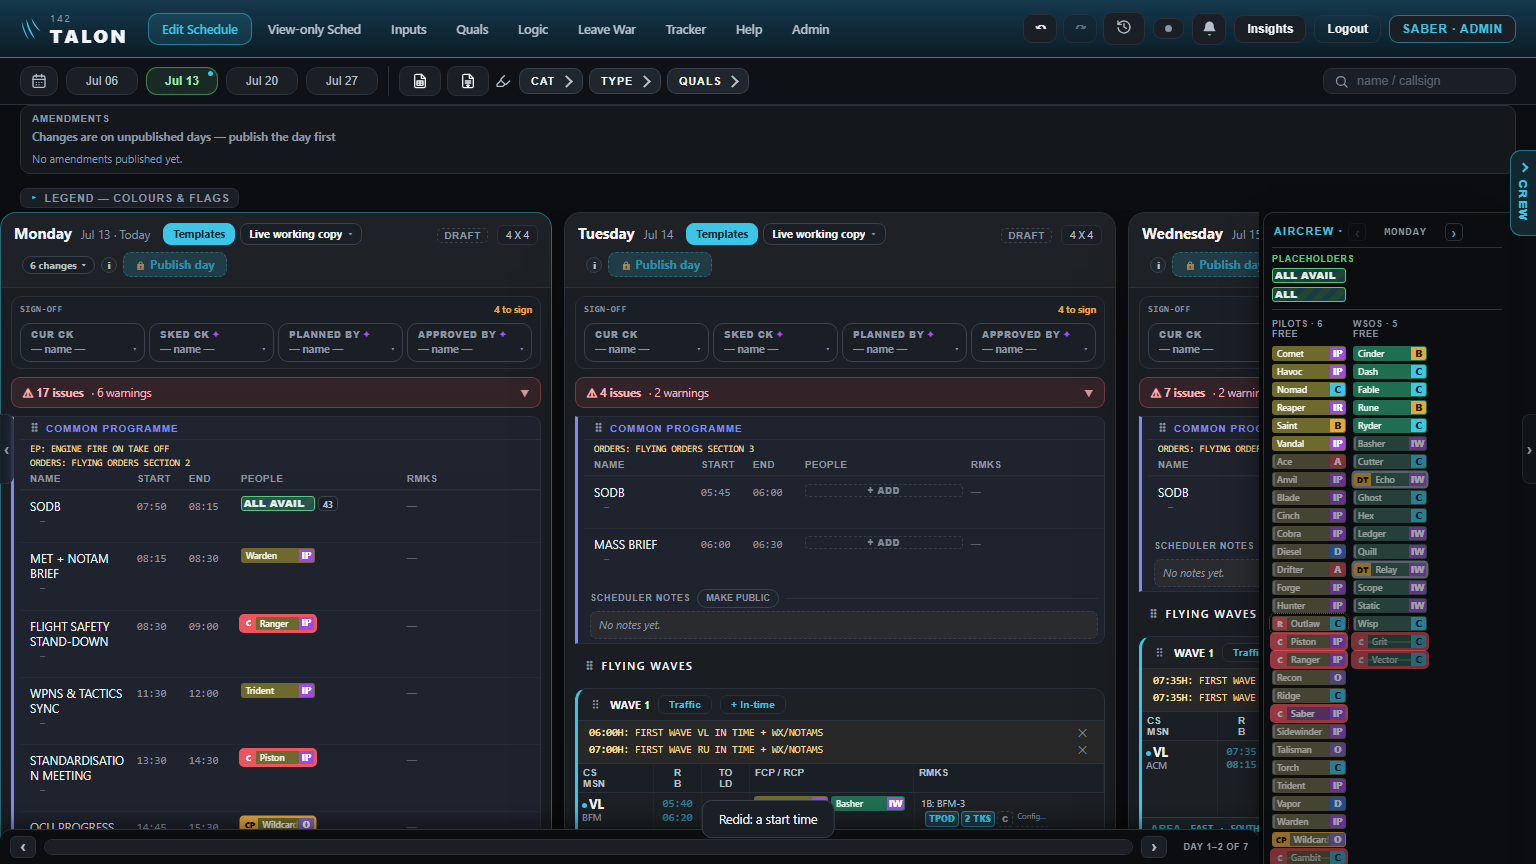 142
TALON
Edit Schedule
View-only Sched
Inputs
Quals
Logic
Leave War
Tracker
Help
Admin
Insights
Logout
SABER · ADMIN
Jul 06
Jul 13
Jul 20
Jul 27
CAT
TYPE
QUALS
name / callsign
AMENDMENTS
Changes are on unpublished days — publish the day first
No amendments published yet.
CREW
LEGEND — COLOURS & FLAGS
Monday Jul 13 · Today
Templates
Live working copy
DRAFT
4 X 4
6 changes
i
Publish day
SIGN-OFF
4 to sign
CUR CK
— name —
SKED CK
— name —
PLANNED BY
— name —
APPROVED BY
— name —
17 issues · 6 warnings
COMMON PROGRAMME
EP: ENGINE FIRE ON TAKE OFF
ORDERS: FLYING ORDERS SECTION 2
NAME START END PEOPLE RMKS
SODB 07:50 08:15 ALL AVAIL 43 —
–
MET + NOTAM BRIEF 08:15 08:30 Warden IP —
–
FLIGHT SAFETY STAND-DOWN 08:30 09:00 C Ranger IP —
–
WPNS & TACTICS SYNC 11:30 12:00 Trident IP —
–
STANDARDISATIO
N MEETING 13:30 14:30 C Piston IP —
–
OCU PROGRESS 14:45 15:30 CP Wildcard O
Tuesday Jul 14
Templates
Live working copy
DRAFT
4 X 4
i
Publish day
SIGN-OFF
4 to sign
CUR CK
— name —
SKED CK
— name —
PLANNED BY
— name —
APPROVED BY
— name —
4 issues · 2 warnings
COMMON PROGRAMME
ORDERS: FLYING ORDERS SECTION 3
NAME START END PEOPLE RMKS
SODB 05:45 06:00 + ADD —
–
MASS BRIEF 06:00 06:30 + ADD —
–
SCHEDULER NOTES MAKE PUBLIC
No notes yet.
FLYING WAVES
WAVE 1 Traffic + In-time
06:00H: FIRST WAVE VL IN TIME + WX/NOTAMS
07:00H: FIRST WAVE RU IN TIME + WX/NOTAMS
CS R TO FCP / RCP RMKS
MSN B LD
VL 05:40 Basher IW 1B: BFM-3
BFM 06:20 TPOD 2 TKS C Config...
Redid: a start time
Wednesday Jul 15
i
Publish day
SIGN-OFF
CUR CK
— name —
7 issues · 2 warnin
COMMON PROG
ORDERS: FLYING ORDERS
NAME
SODB
–
SCHEDULER NOTES
No notes yet.
FLYING WAVES
WAVE 1 Traffi
07:35H: FIRST WAVE
07:35H: FIRST WAVE
CS R
MSN B
VL 07:35
ACM 08:15
AREA EAST · SOUTH
AIRCREW ·
MONDAY
PLACEHOLDERS
ALL AVAIL
ALL
PILOTS · 6 FREE
WSOS · 5 FREE
Comet IP Cinder B
Havoc IP Dash C
Nomad C Fable C
Reaper IR Rune B
Saint B Ryder C
Vandal IP Basher IW
Ace A Cutter C
Anvil IP DT Echo IW
Blade IP Ghost C
Cinch IP Hex C
Cobra IP Ledger IW
Diesel D Quill IW
Drifter A DT Relay IW
Forge IP Scope IW
Hunter IP Static IW
R Outlaw C Wisp C
C Piston IP C Grit C
C Ranger IP C Vector C
Recon O
Ridge C
C Saber IP
Sidewinder IP
Talisman O
Torch C
Trident IP
Vapor D
Warden IP
CP Wildcard O
C Gambit C
DAY 1–2 OF 7